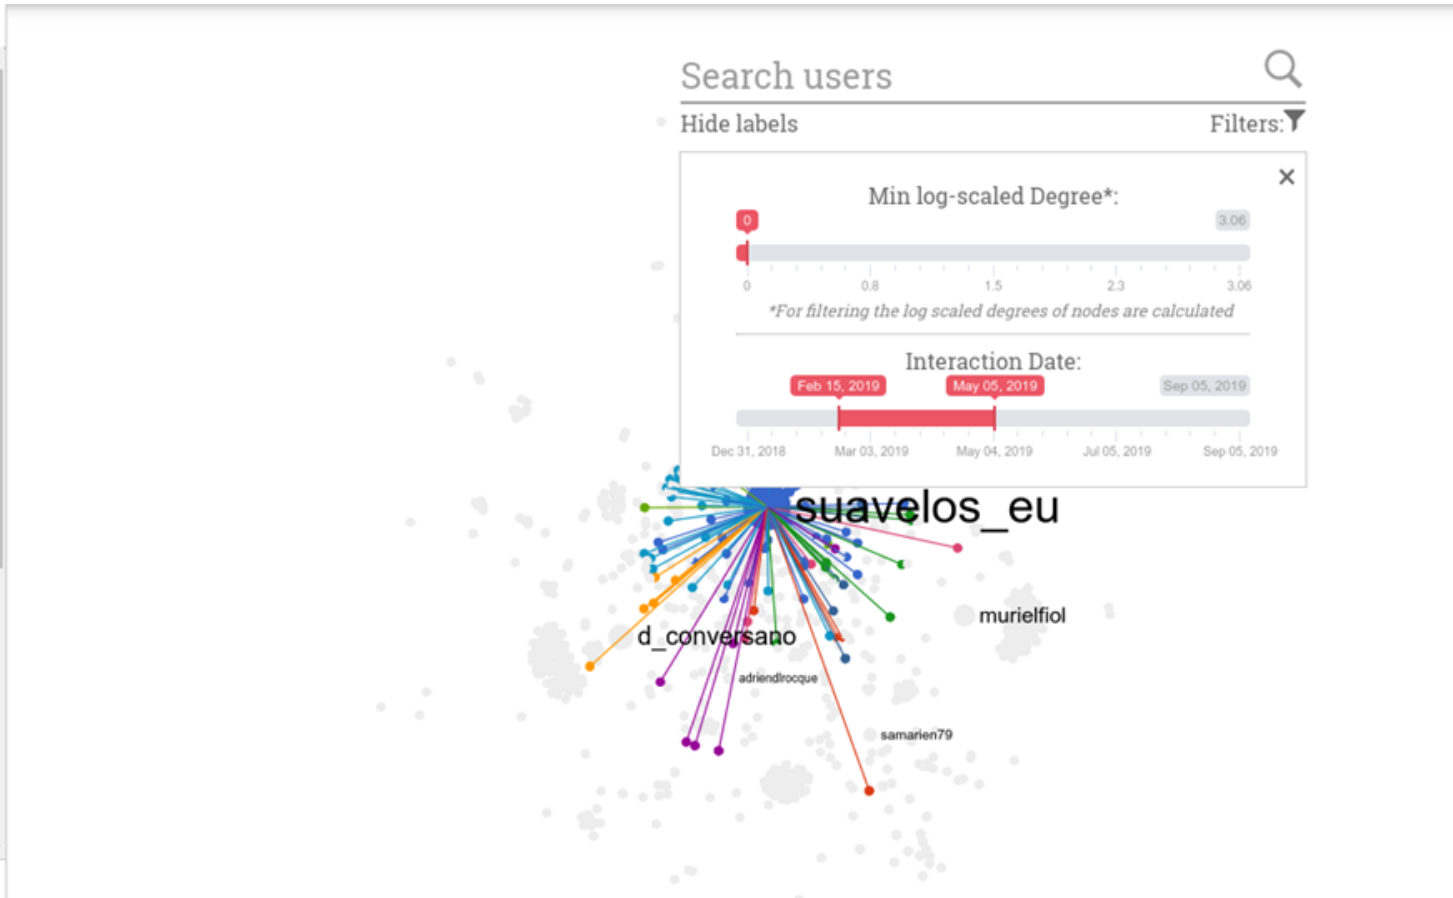 Search users
Hide labels
Filters:
×
Min log-scaled Degree*:
0 3.06
0 0.8 1.5 2.3 3.06
*For filtering the log scaled degrees of nodes are calculated
Interaction Date:
Feb 15, 2019 May 05, 2019 Sep 05, 2019
Dec 31, 2018 Mar 03, 2019 May 04, 2019 Jul 05, 2019 Sep 05, 2019
suavelos_eu
murielfiol
d_conversano
adriendlrocque
samarien79